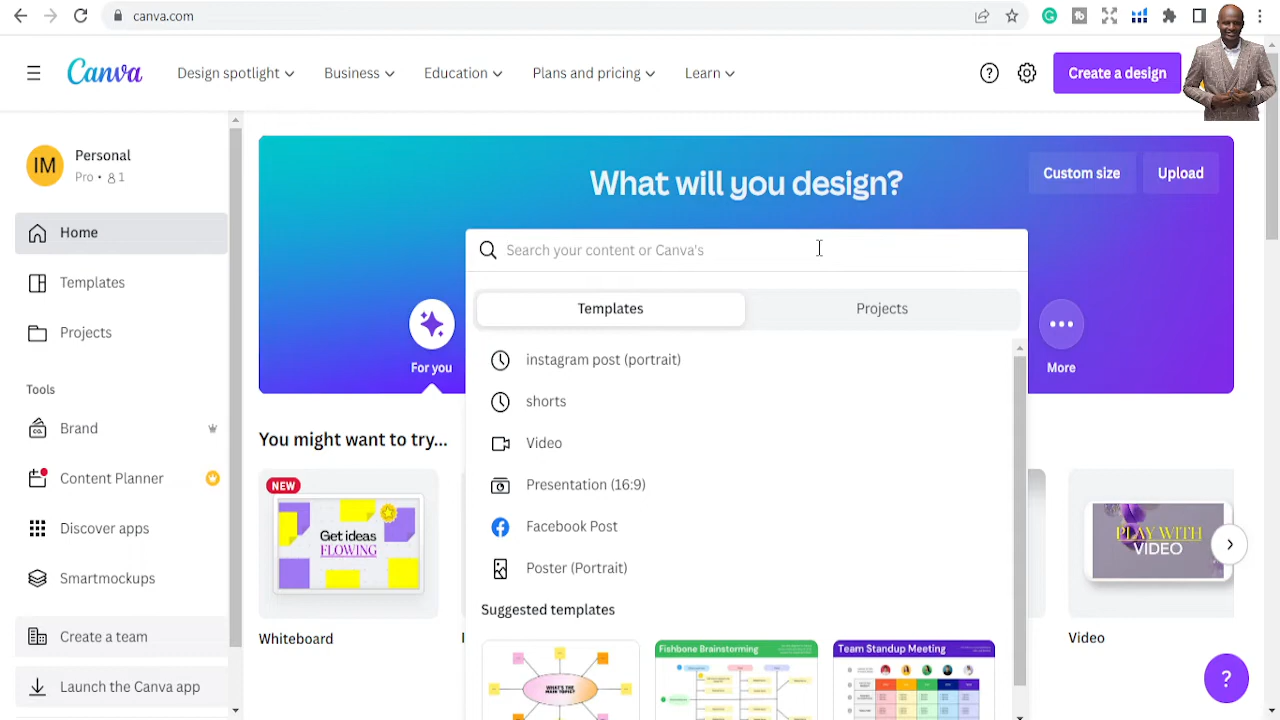 canva.com
Canva
Design spotlight
Business
Education
Plans and pricing
Learn
Create a design
IM
Personal
Pro • 1
Home
Templates
Projects
Tools
Brand
Content Planner
Discover apps
Smartmockups
Create a team
Launch the Canva app
What will you design?
Custom size
Upload
Search your content or Canva's
Templates
Projects
For you
More
instagram post (portrait)
shorts
Video
Presentation (16:9)
Facebook Post
Poster (Portrait)
Suggested templates
You might want to try...
NEW
Get ideas
FLOWING
Whiteboard
WHAT'S THE
MAIN TOPIC?
Fishbone Brainstorming
Team Standup Meeting
PLAY WITH
VIDEO
Video
?